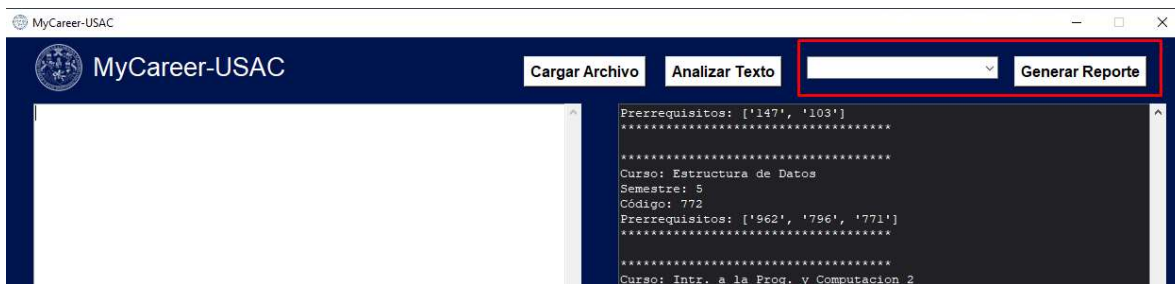 MyCareer-USAC
MyCareer-USAC
Cargar Archivo
Analizar Texto
Generar Reporte
Prerrequisitos: ['147', '103']
************************************
************************************
Curso: Estructura de Datos
Semestre: 5
Código: 772
Prerrequisitos: ['962', '796', '771']
************************************
************************************
Curso: Intr. a la Prog. y Computacion 2